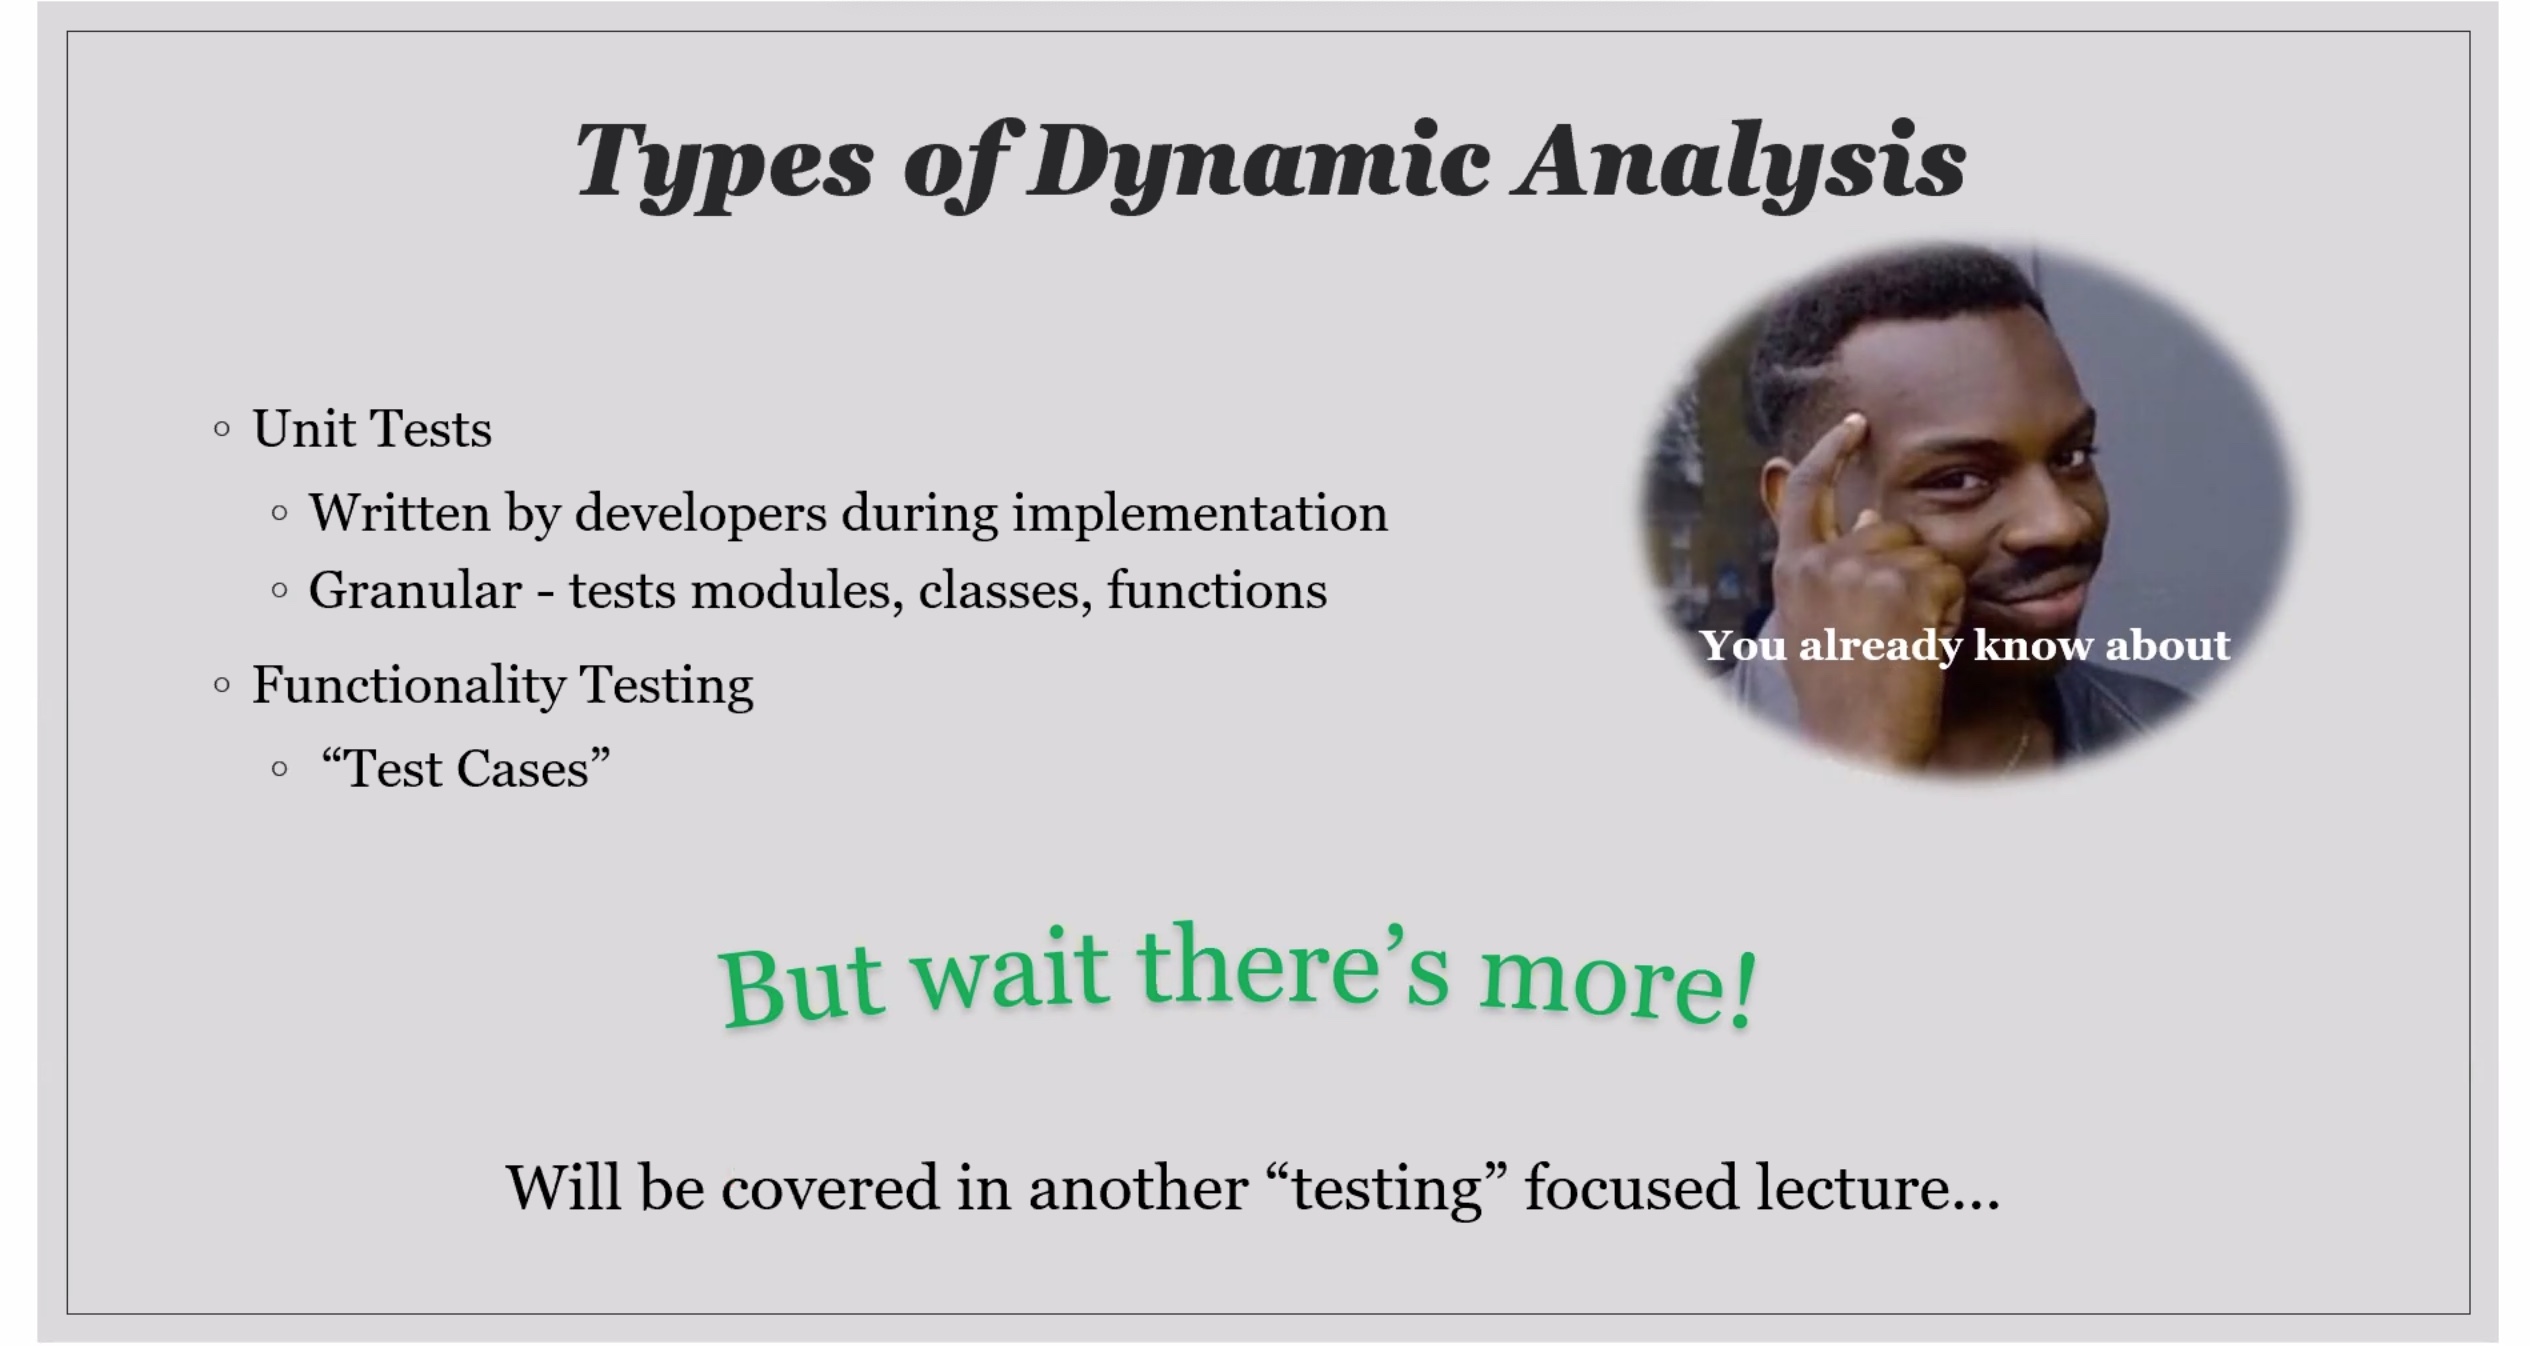 Types of Dynamic Analysis
Unit Tests
Written by developers during implementation
Granular - tests modules, classes, functions
Functionality Testing
“Test Cases”
You already know about
But wait there’s more!
Will be covered in another “testing” focused lecture...